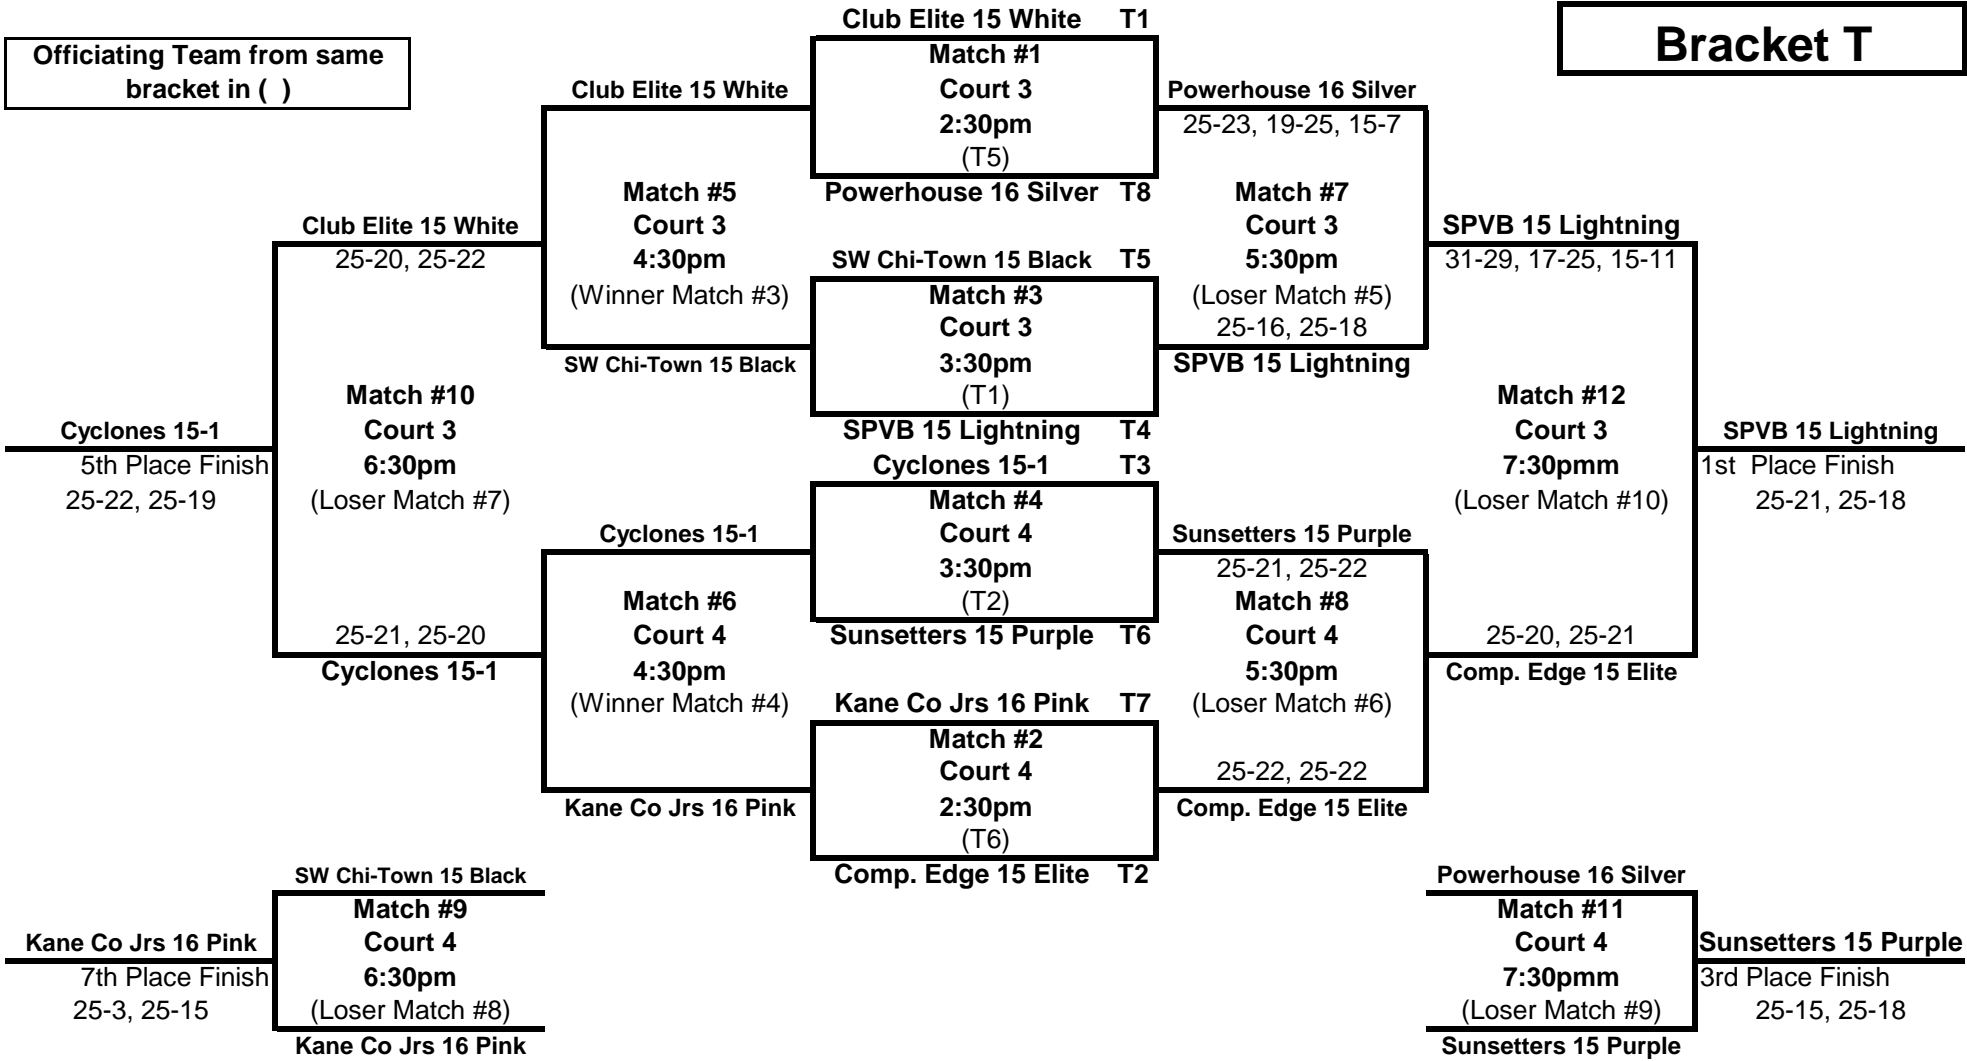 Club Elite 15 White T1
Bracket T
Officiating Team from same
bracket in ( )
Match #1
Court 3
2:30pm
(T5)
Powerhouse 16 Silver T8
Club Elite 15 White
Powerhouse 16 Silver
25-23, 19-25, 15-7
Match #5
Court 3
4:30pm
(Winner Match #3)
Match #7
Court 3
5:30pm
(Loser Match #5)
25-16, 25-18
SPVB 15 Lightning
Club Elite 15 White
25-20, 25-22
SW Chi-Town 15 Black T5
Match #3
Court 3
3:30pm
(T1)
SPVB 15 Lightning T4
SPVB 15 Lightning
31-29, 17-25, 15-11
SW Chi-Town 15 Black
Match #10
Court 3
6:30pm
(Loser Match #7)
Match #12
Court 3
7:30pmm
(Loser Match #10)
Cyclones 15-1
5th Place Finish
25-22, 25-19
SPVB 15 Lightning
1st Place Finish
25-21, 25-18
Cyclones 15-1 T3
Match #4
Court 4
3:30pm
(T2)
Sunsetters 15 Purple T6
Cyclones 15-1
Sunsetters 15 Purple
25-21, 25-22
Match #6
Court 4
4:30pm
(Winner Match #4)
Match #8
Court 4
5:30pm
(Loser Match #6)
25-22, 25-22
Comp. Edge 15 Elite
25-21, 25-20
Cyclones 15-1
25-20, 25-21
Comp. Edge 15 Elite
Kane Co Jrs 16 Pink T7
Match #2
Court 4
2:30pm
(T6)
Comp. Edge 15 Elite T2
Kane Co Jrs 16 Pink
SW Chi-Town 15 Black
Match #9
Court 4
6:30pm
(Loser Match #8)
Kane Co Jrs 16 Pink
Kane Co Jrs 16 Pink
7th Place Finish
25-3, 25-15
Powerhouse 16 Silver
Match #11
Court 4
7:30pmm
(Loser Match #9)
Sunsetters 15 Purple
Sunsetters 15 Purple
3rd Place Finish
25-15, 25-18